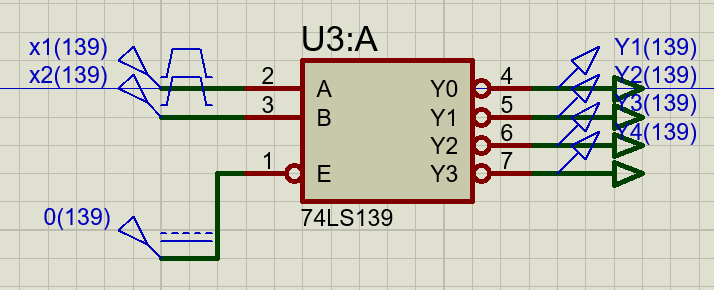 U3:A
x1(139)
x2(139)
0(139)
2
3
1
A
B
E
Y0
Y1
Y2
Y3
4
5
6
7
Y1(139)
Y2(139)
Y3(139)
Y4(139)
74LS139